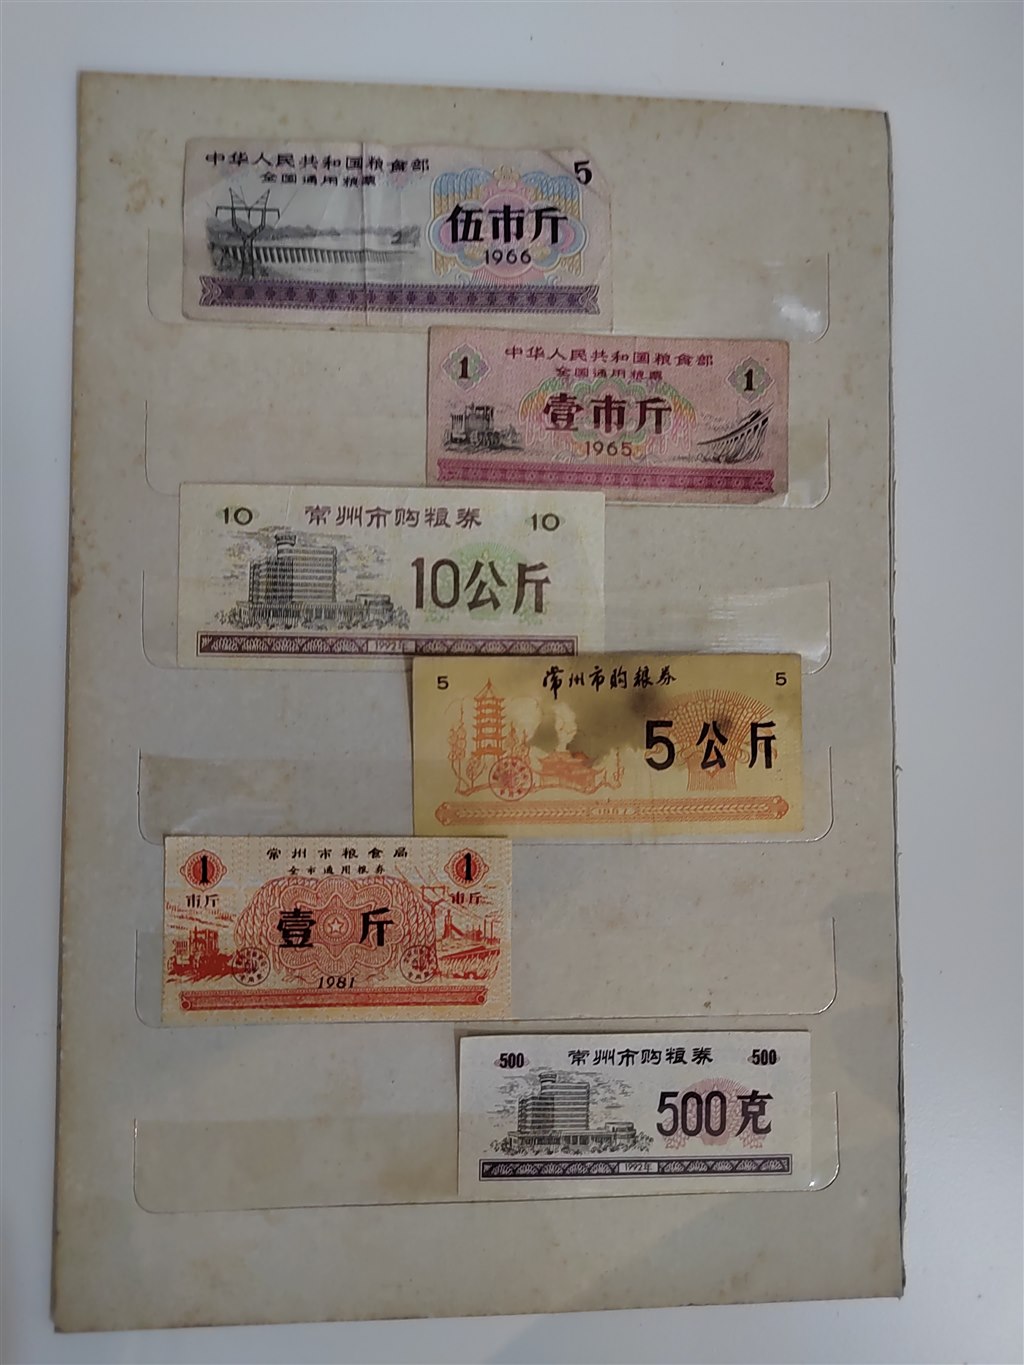 中华人民共和国粮食部
5
全国通用粮票
伍市斤
1966
中华人民共和国粮食部
1
1
全国通用粮票
壹市斤
1965
10
常州市购粮券
10
10公斤
1992年
5
常州市购粮券
5
5公斤
1
常州市粮食局
1
全市通用粮券
市斤
市斤
壹斤
1981
500
常州市购粮券
500
500克
1992年